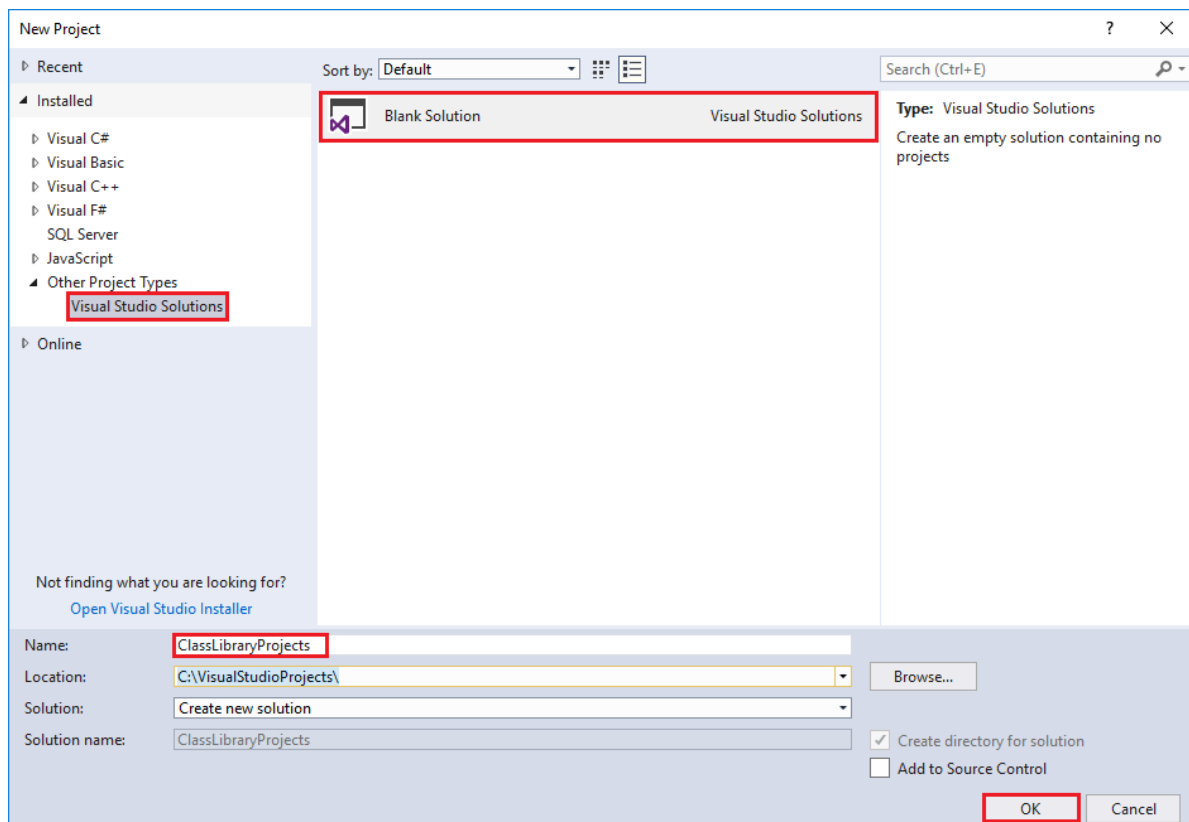 New Project
?
Recent
Installed
Visual C#
Visual Basic
Visual C++
Visual F#
SQL Server
JavaScript
Other Project Types
Visual Studio Solutions
Online
Not finding what you are looking for?
Open Visual Studio Installer
Sort by: Default
Blank Solution Visual Studio Solutions
Search (Ctrl+E)
Type: Visual Studio Solutions
Create an empty solution containing no
projects
Name: ClassLibraryProjects
Location: C:\VisualStudioProjects\ Browse...
Solution: Create new solution
Solution name: ClassLibraryProjects
Create directory for solution
Add to Source Control
OK Cancel